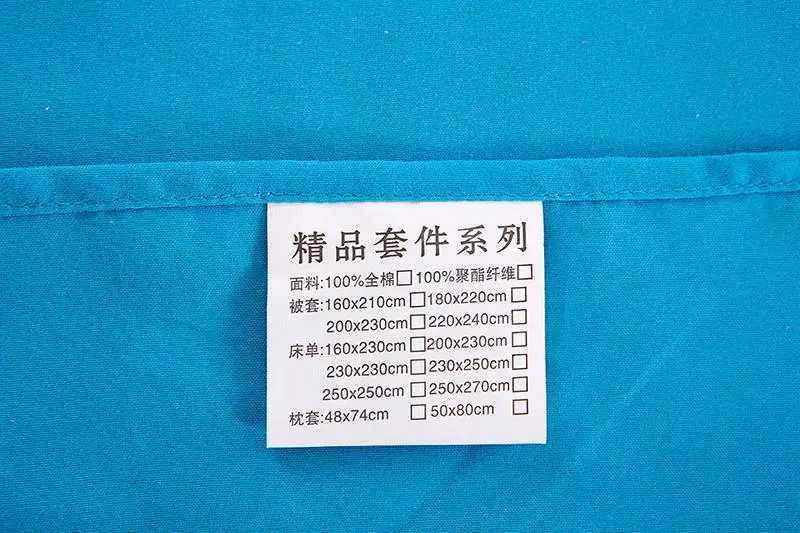 精品套件系列
面料:100%全棉□ 100%聚酯纤维□
被套:160x210cm□ 180x220cm□
200x230cm□ 220x240cm□
床单:160x230cm□ 200x230cm□
230x230cm□ 230x250cm□
250x250cm□ 250x270cm□
枕套:48x74cm □ 50x80cm □